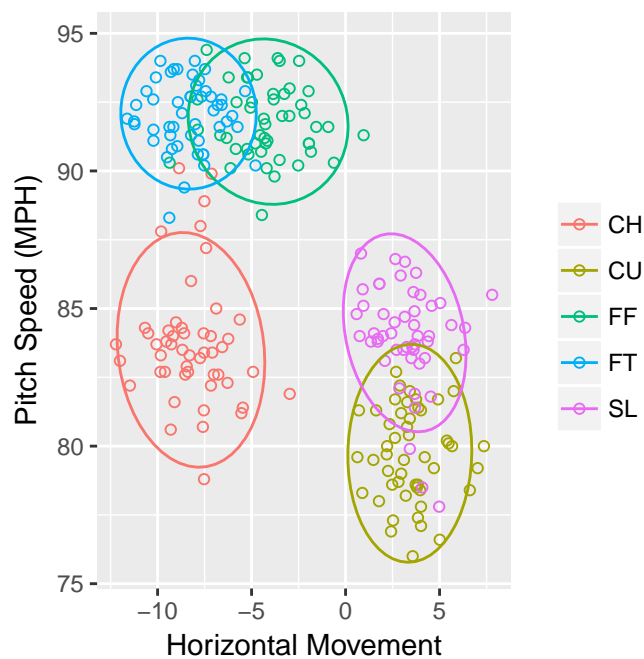 95
90
85
80
75
Pitch Speed (MPH)
−10
−5
0
5
Horizontal Movement
CH
CU
FF
FT
SL